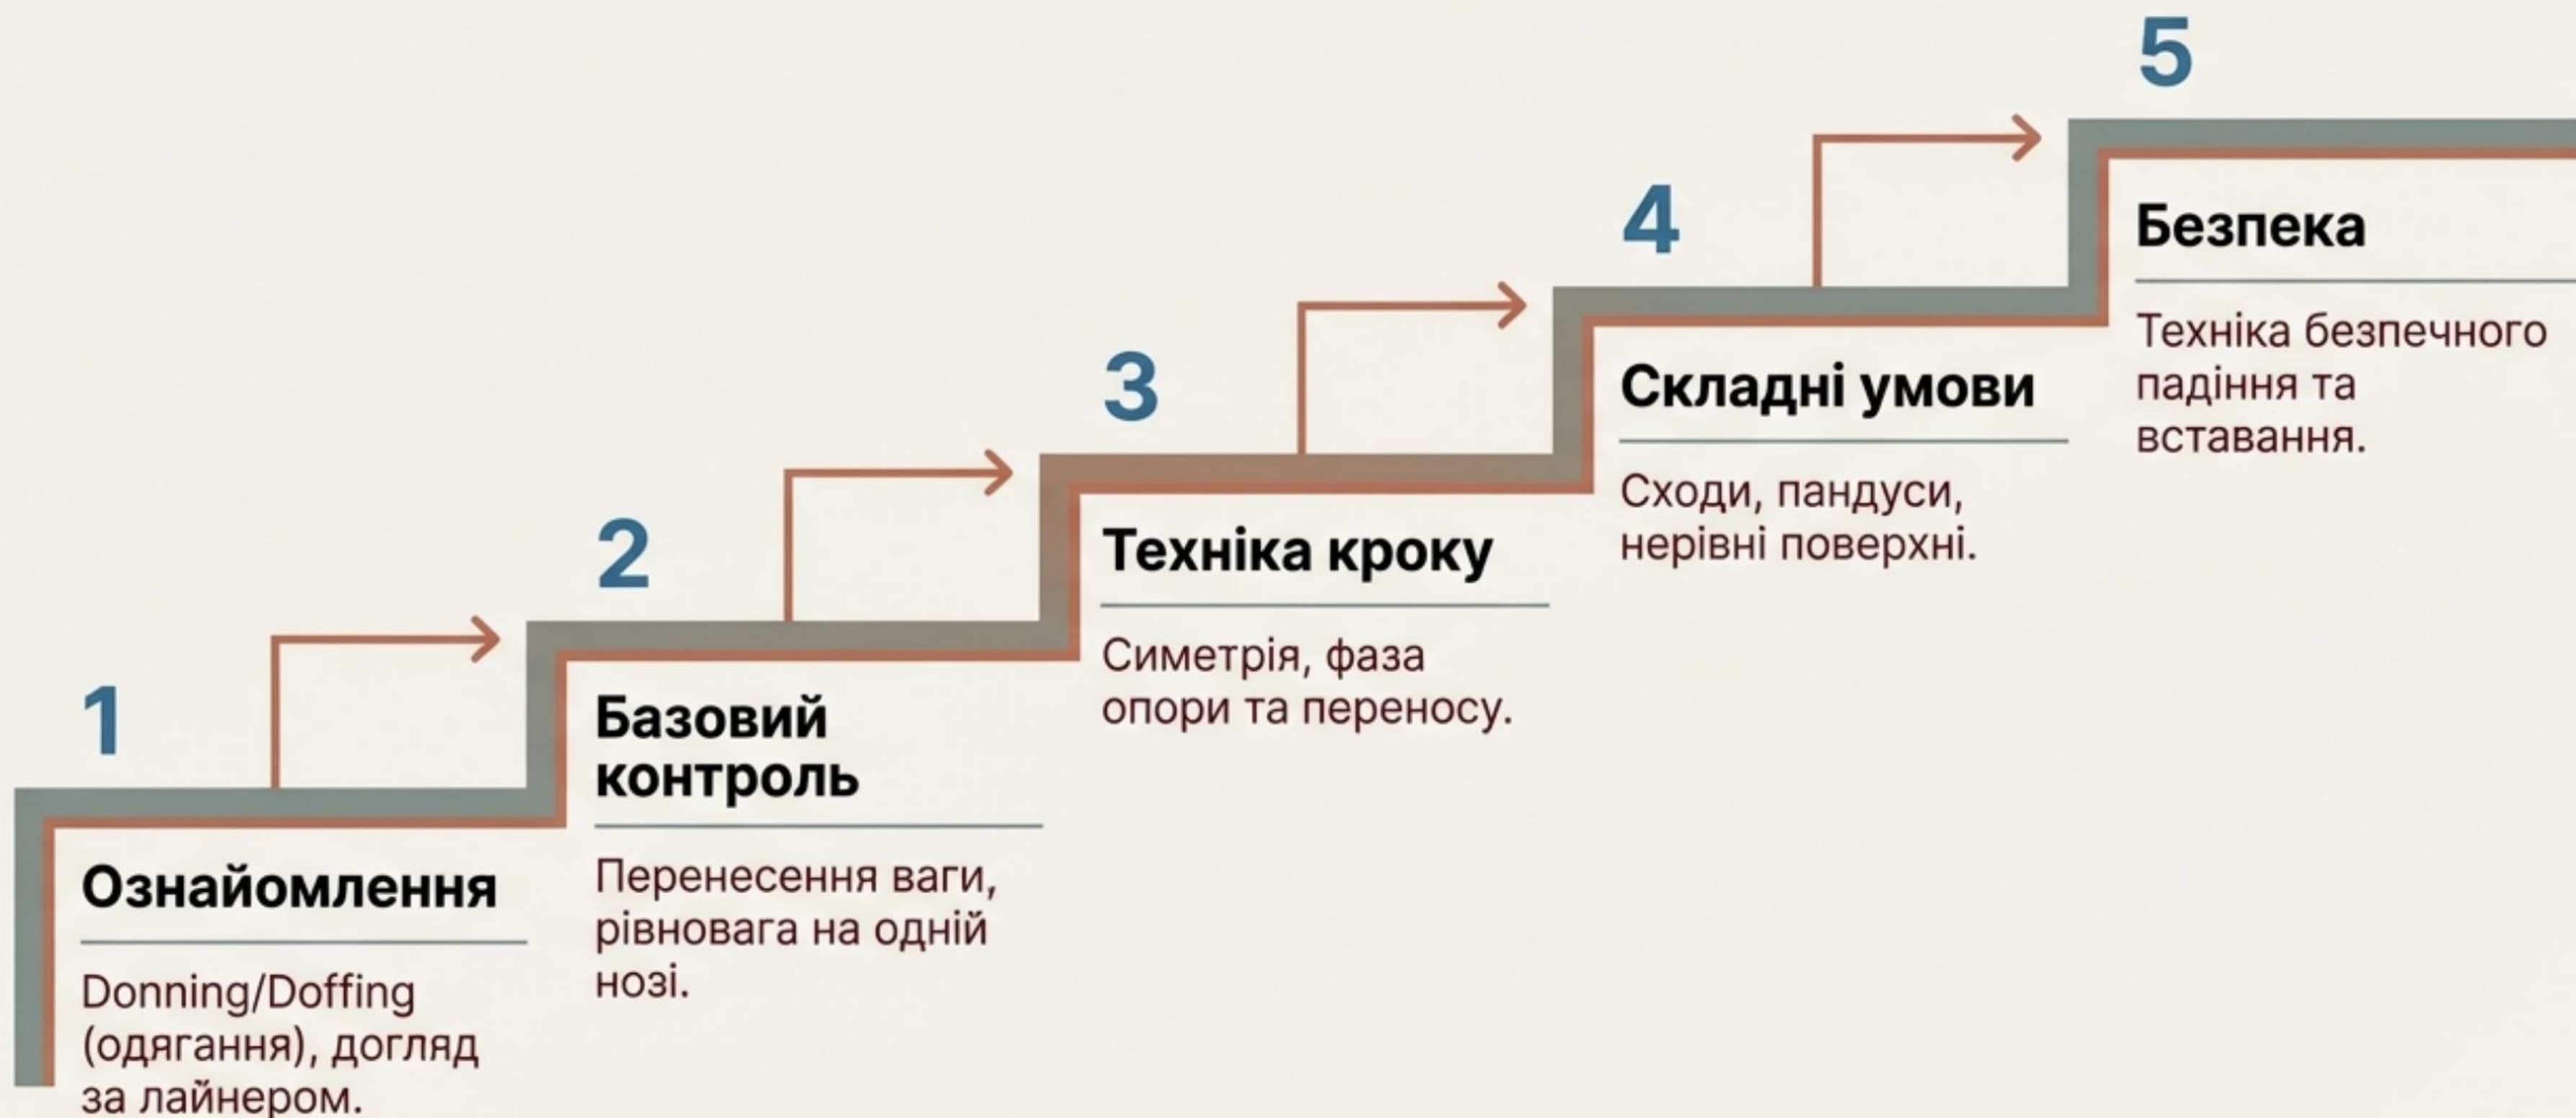 1
Ознайомлення
Donning/Doffing
(одягання), догляд
за лайнером.
2
Базовий
контроль
Перенесення ваги,
рівновага на одній
нозі.
3
Техніка кроку
Симетрія, фаза
опори та переносу.
4
Складні умови
Сходи, пандуси,
нерівні поверхні.
5
Безпека
Техніка безпечного
падіння та
вставання.